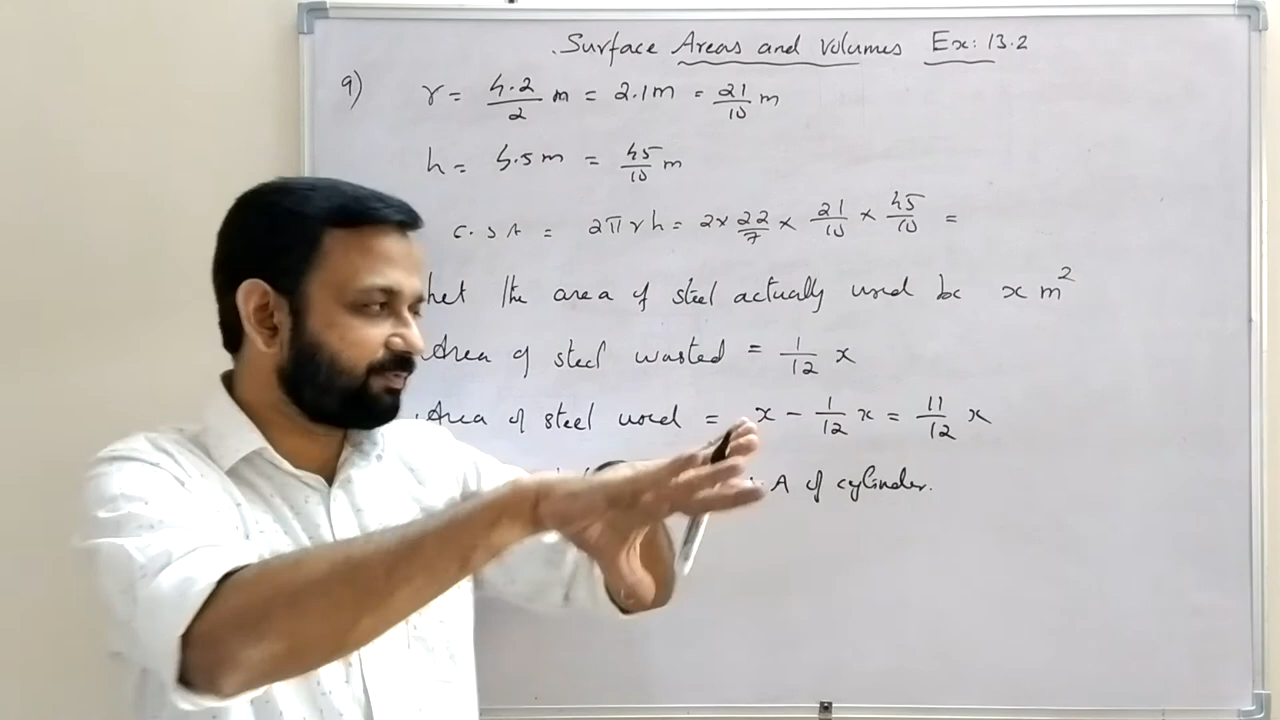 Surface Areas and volumes Ex: 13.2
9) r = 4.2/2 m = 2.1m = 21/10 m
h = 4.5m = 45/10 m
C.SA = 2πrh = 2 × 22/7 × 21/10 × 45/10 =
Let the area of steel actually used be x m²
Area of steel wasted = 1/12 x
Area of steel used = x - 1/12 x = 11/12 x
A of cylinder.